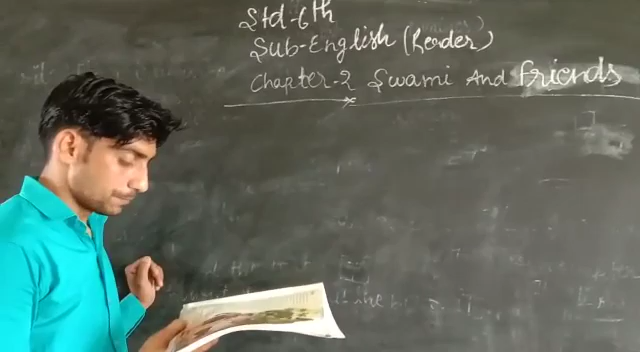 Std-6th
Sub-English (Reader)
Chapter-2 Swami And Friends